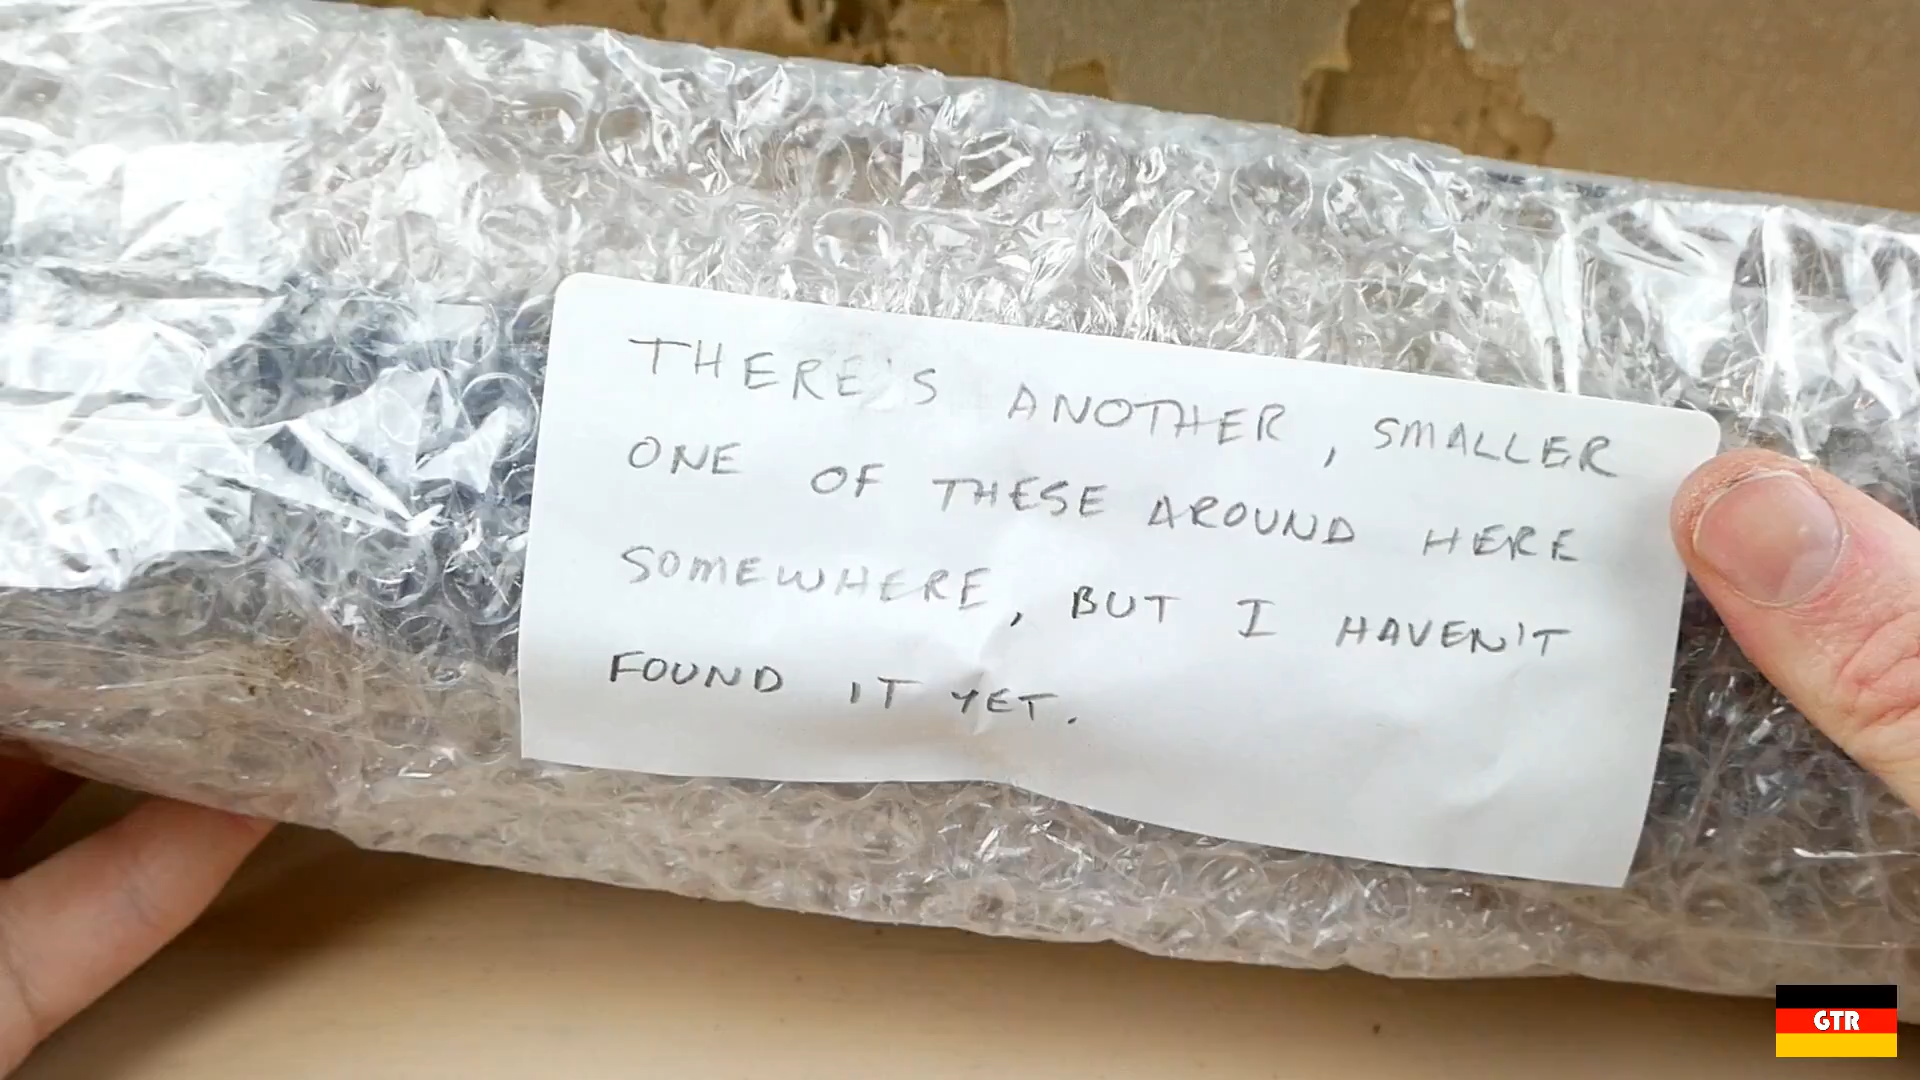 THERE'S ANOTHER, SMALLER
ONE OF THESE AROUND HERE
SOMEWHERE, BUT I HAVEN'T
FOUND IT YET.
GTR